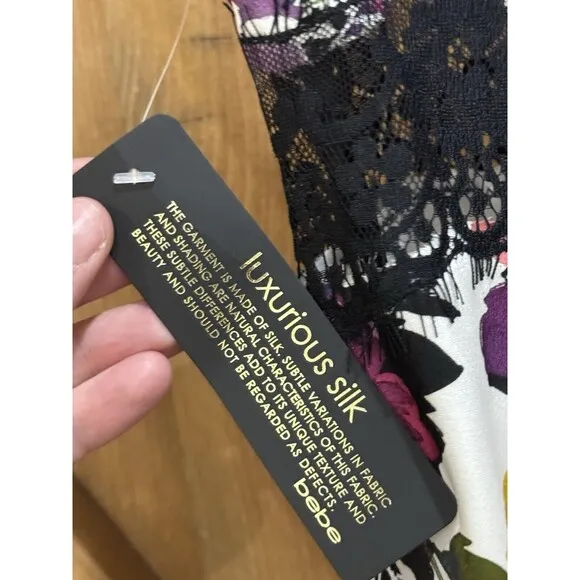 luxurious silk
THE GARMENT IS MADE OF SILK. SUBTLE VARIATIONS IN FABRIC
AND SHADING ARE NATURAL CHARACTERISTICS OF THIS FABRIC.
THESE SUBTLE DIFFERENCES ADD TO ITS UNIQUE TEXTURE AND
BEAUTY AND SHOULD NOT BE REGARDED AS DEFECTS.
bebe